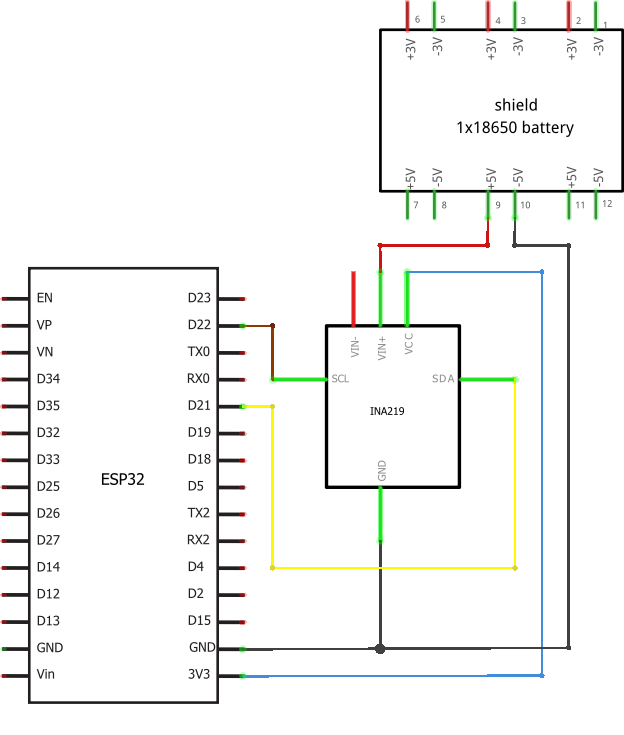 6 5 4 3 2 1
+3V -3V +3V -3V +3V -3V
shield
1x18650 battery
+5V -5V +5V -5V +5V -5V
7 8 9 10 11 12
EN D23
VP D22
VN TX0
D34 RX0
D35 D21
D32 D19
D33 D18
D25 D5
D26 TX2
D27 RX2
D14 D4
D12 D2
D13 D15
GND GND
Vin 3V3
ESP32
VIN- VIN+ VCC
SCL SDA
INA219
GND